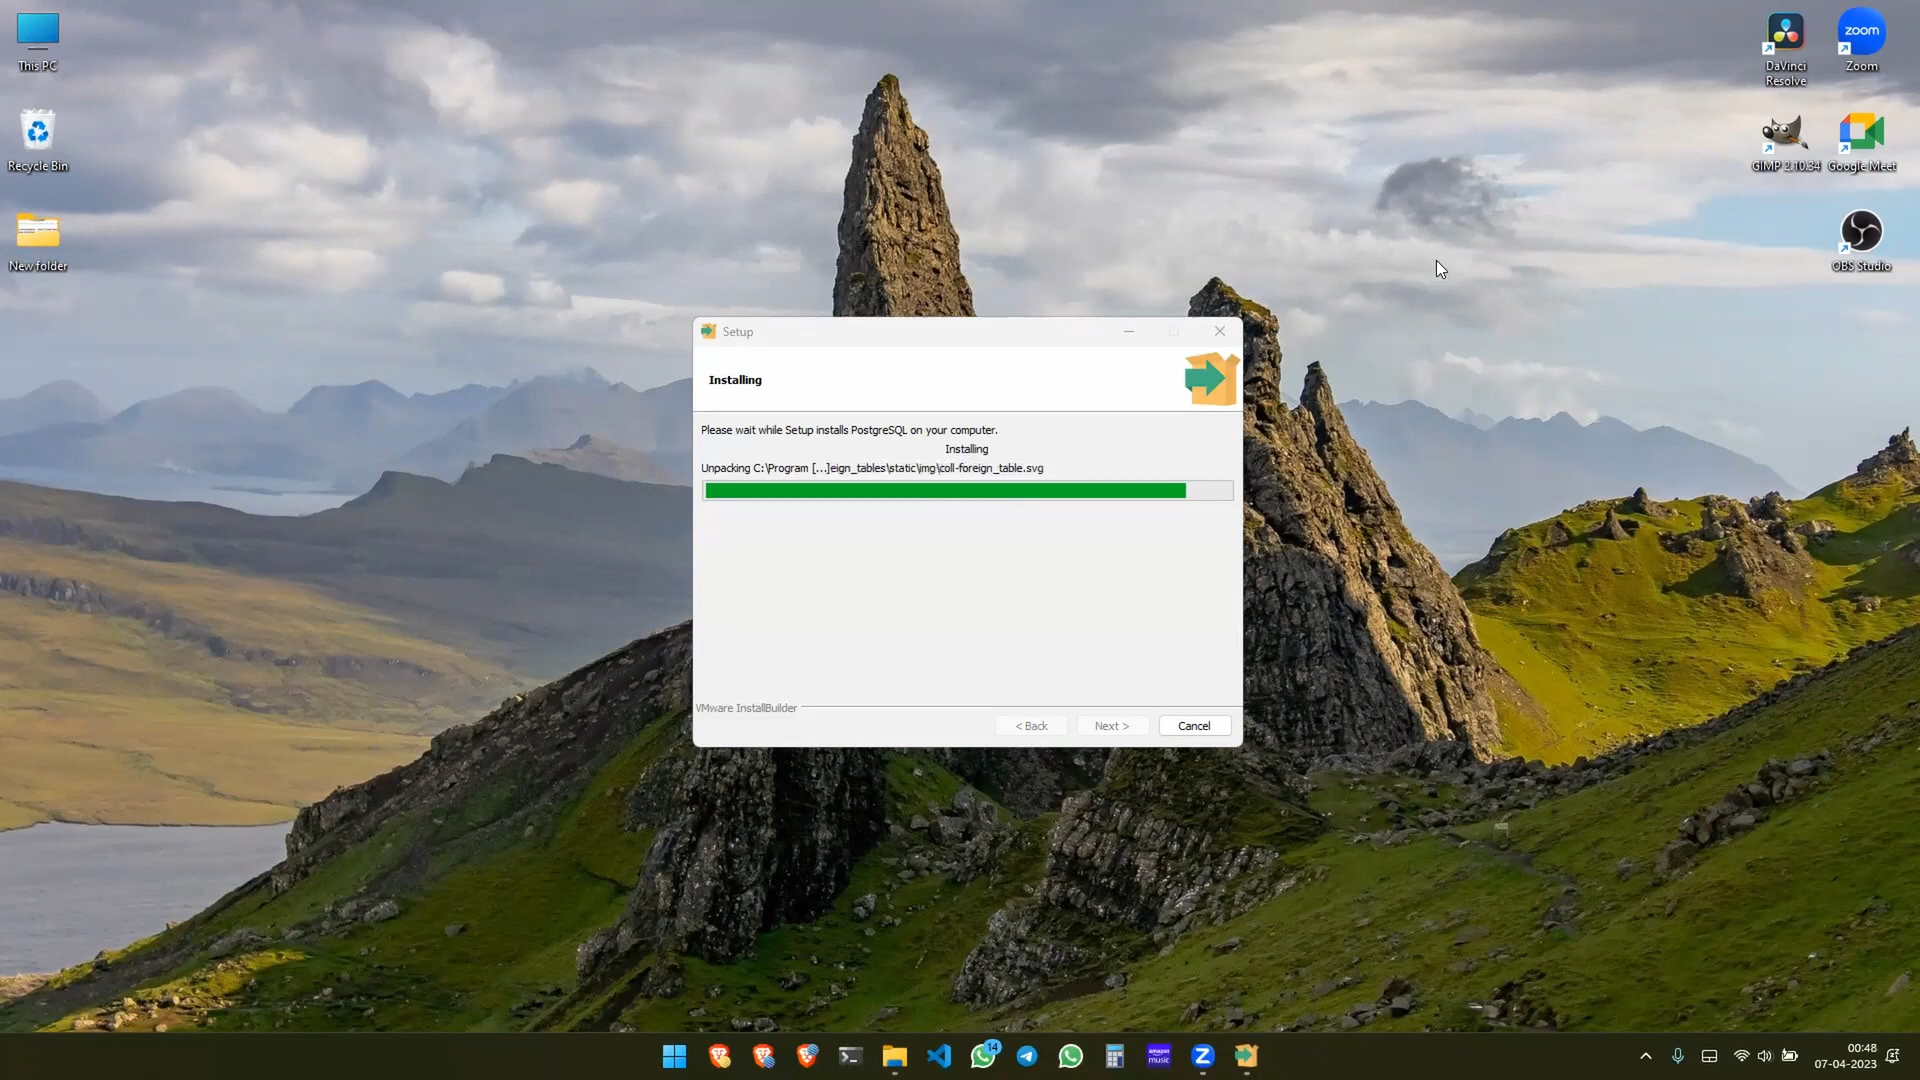 This PC
Recycle Bin
New folder
DaVinci
Resolve
zoom
Zoom
GIMP 2.10.34
Google Meet
OBS Studio
Setup
Installing
Please wait while Setup installs PostgreSQL on your computer.
Installing
Unpacking C:\Program [...]eign_tables\static\img\coll-foreign_table.svg
VMware InstallBuilder
< Back
Next >
Cancel
14
amazon
music
00:48
07-04-2023